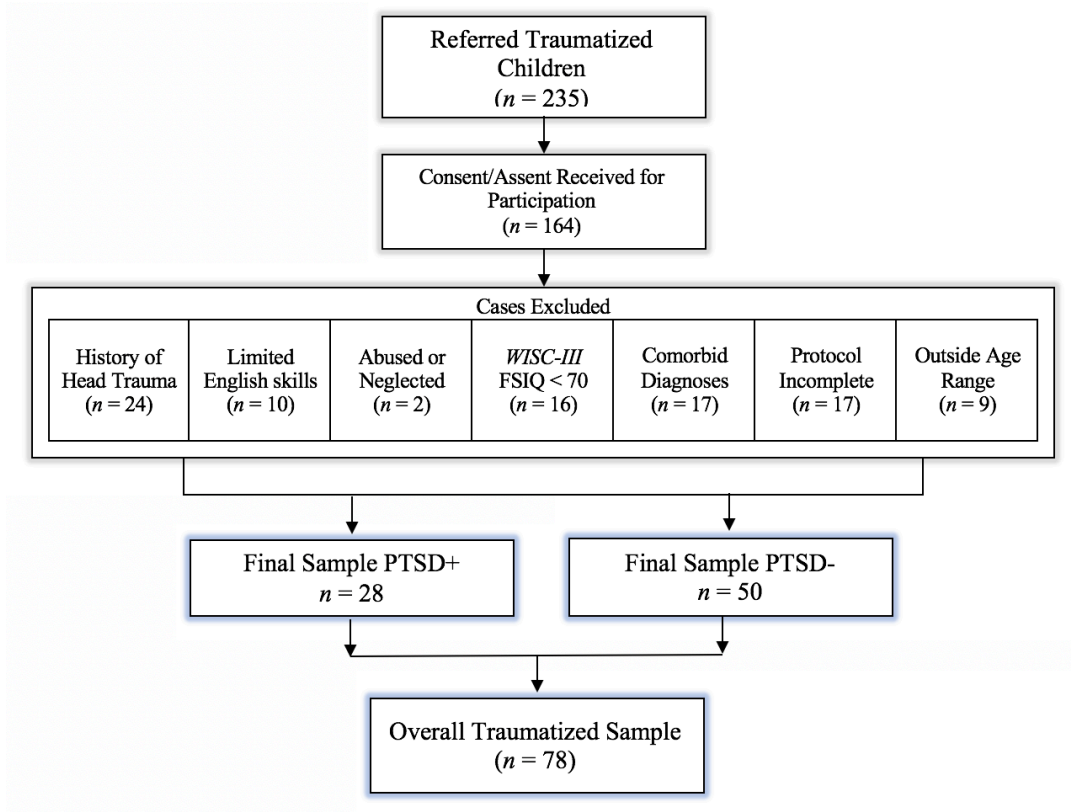 Referred Traumatized
Children
(n = 235)
Consent/Assent Received for
Participation
(n = 164)
Cases Excluded
History of
Head Trauma
(n = 24)
Limited
English skills
(n = 10)
Abused or
Neglected
(n = 2)
WISC-III
FSIQ < 70
(n = 16)
Comorbid
Diagnoses
(n = 17)
Protocol
Incomplete
(n = 17)
Outside Age
Range
(n = 9)
Final Sample PTSD+
n = 28
Final Sample PTSD-
n = 50
Overall Traumatized Sample
(n = 78)